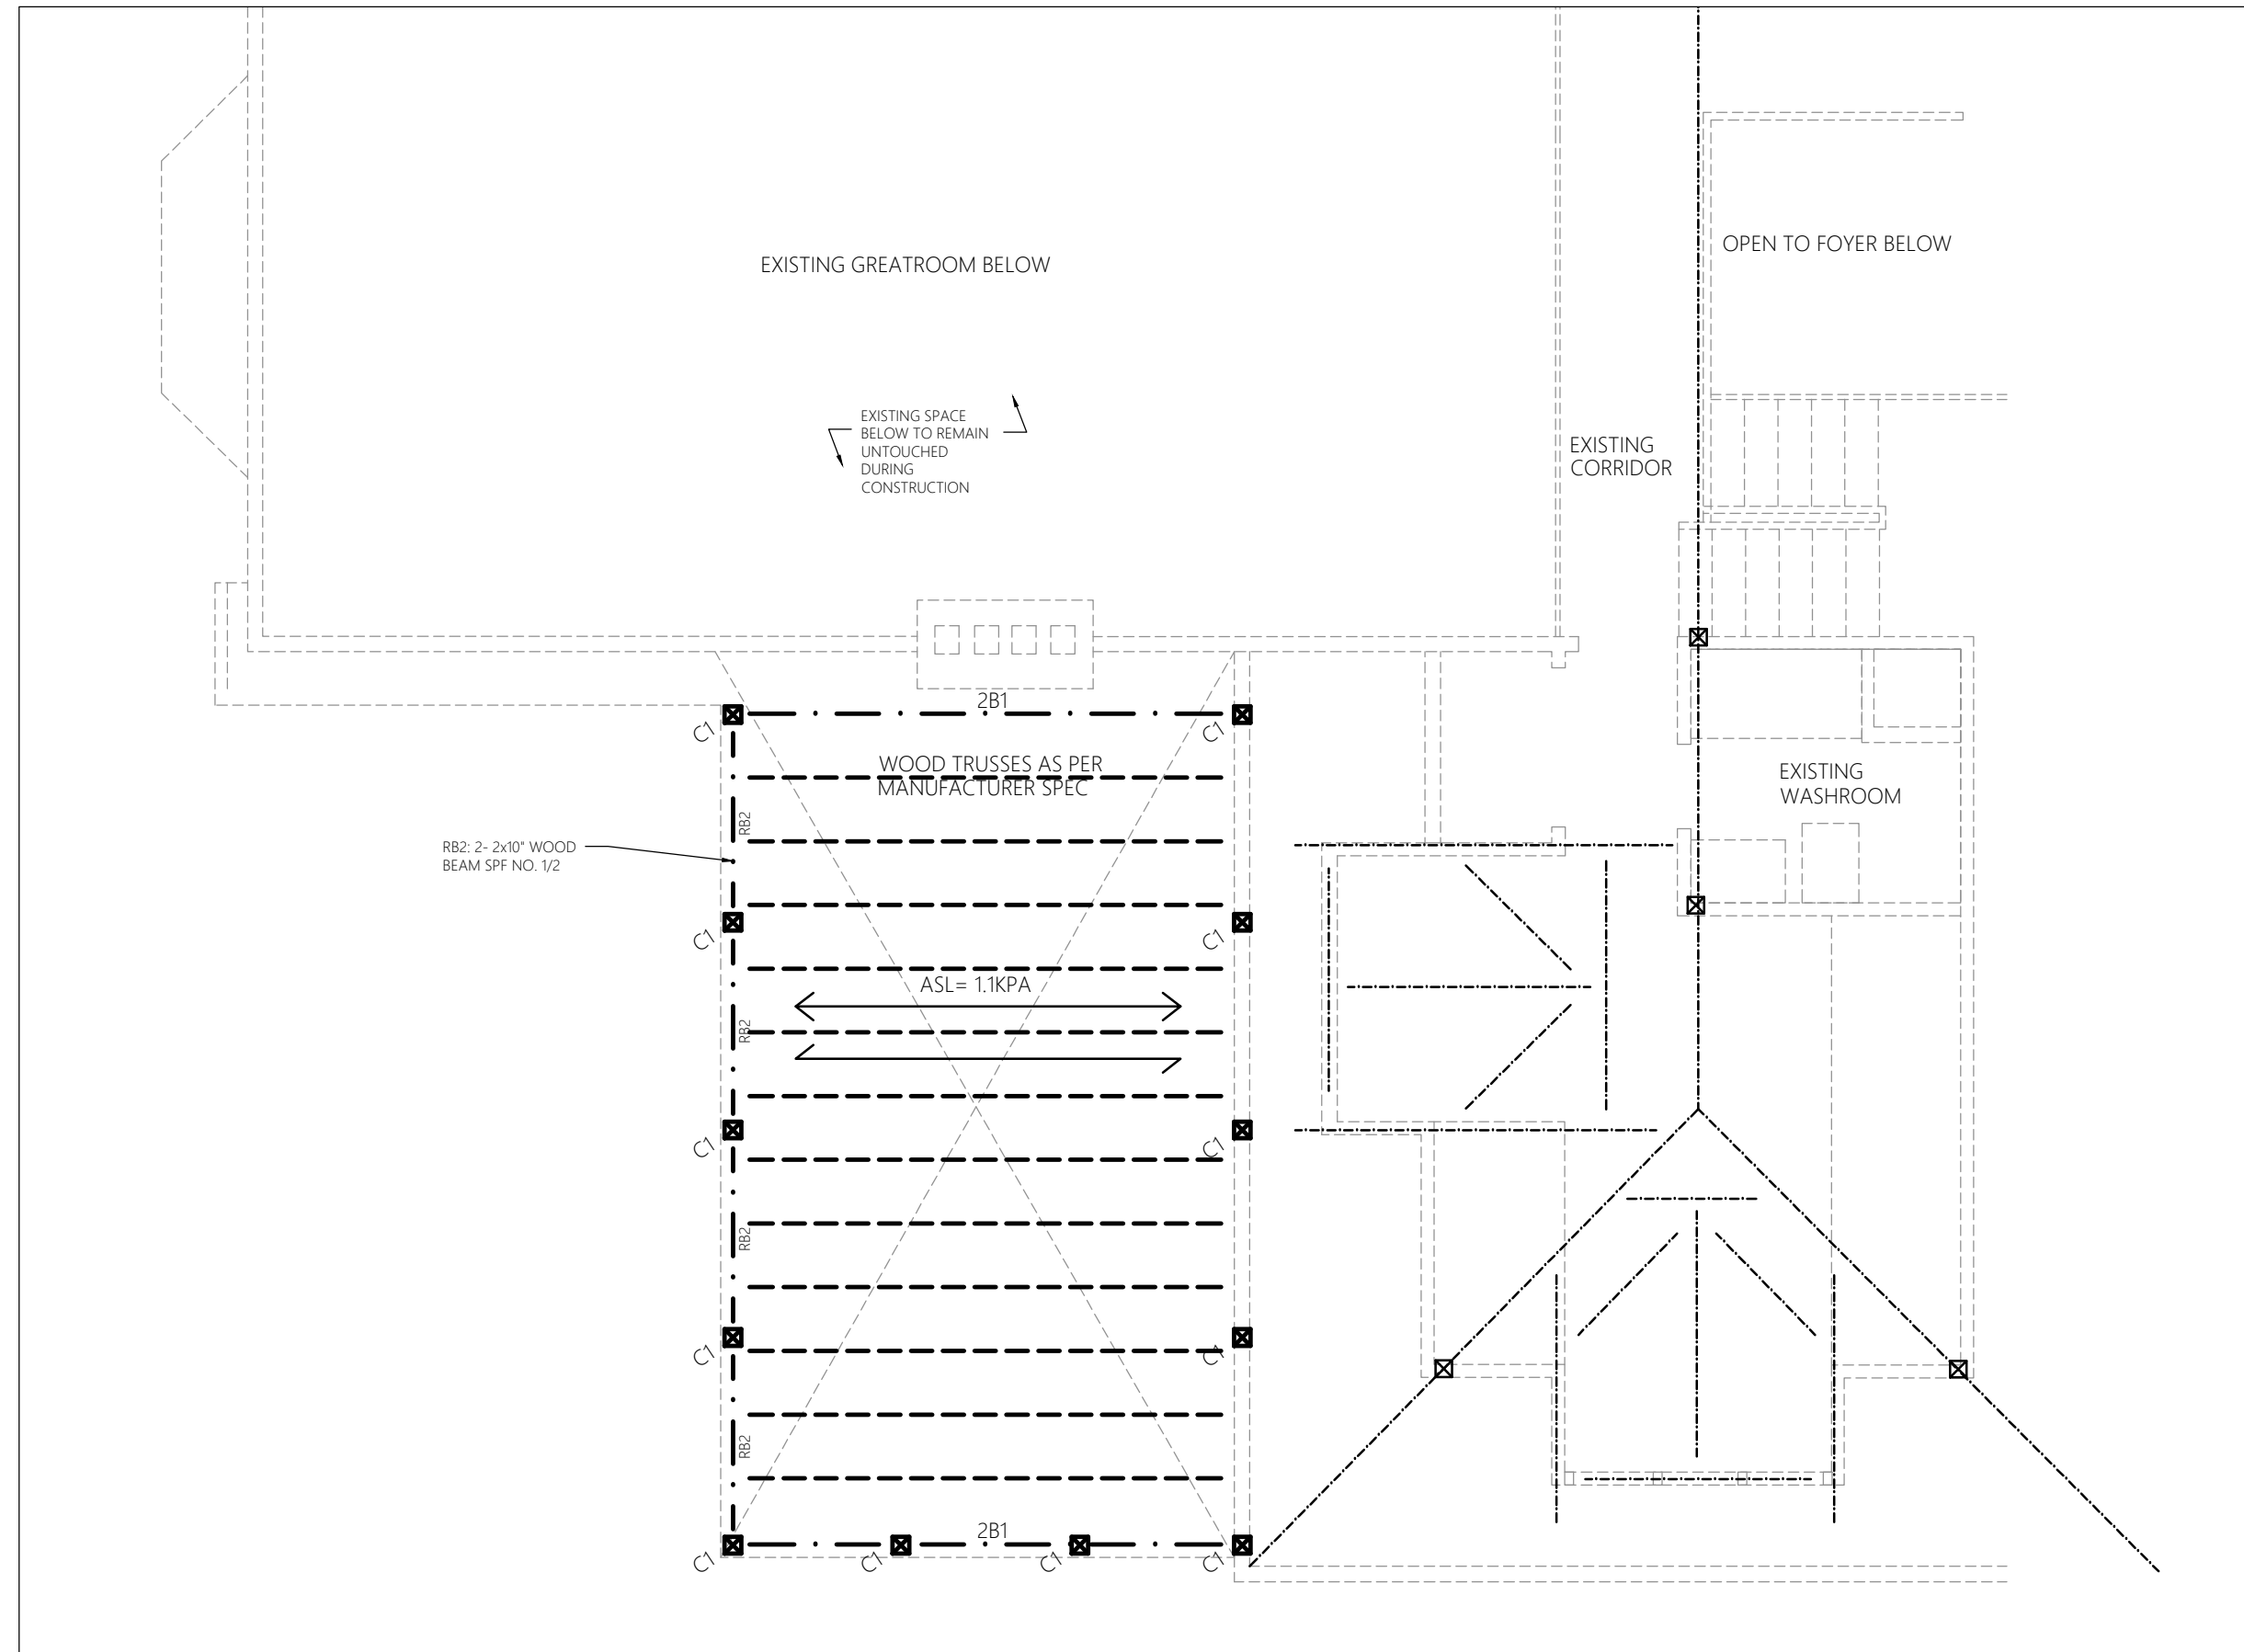 OPEN TO FOYER BELOW
EXISTING GREATROOM BELOW
EXISTING SPACE
BELOW TO REMAIN
UNTOUCHED
DURING
CONSTRUCTION
EXISTING
CORRIDOR
2B1
C1
C1
WOOD TRUSSES AS PER
MANUFACTURER SPEC
EXISTING
WASHROOM
RB2
RB2: 2- 2x10" WOOD
BEAM SPF NO. 1/2
C1
C1
ASL= 1.1KPA
RB2
C1
C1
RB2
C1
C1
RB2
2B1
C1
C1
C1
C1